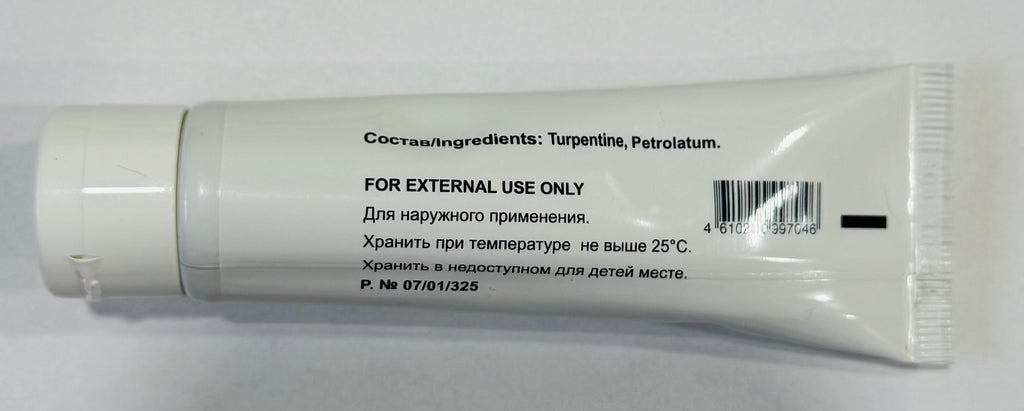 Состав/Ingredients: Turpentine, Petrolatum.
FOR EXTERNAL USE ONLY
Для наружного применения.
Хранить при температуре не выше 25°C.
Хранить в недоступном для детей месте.
Р. № 07/01/325